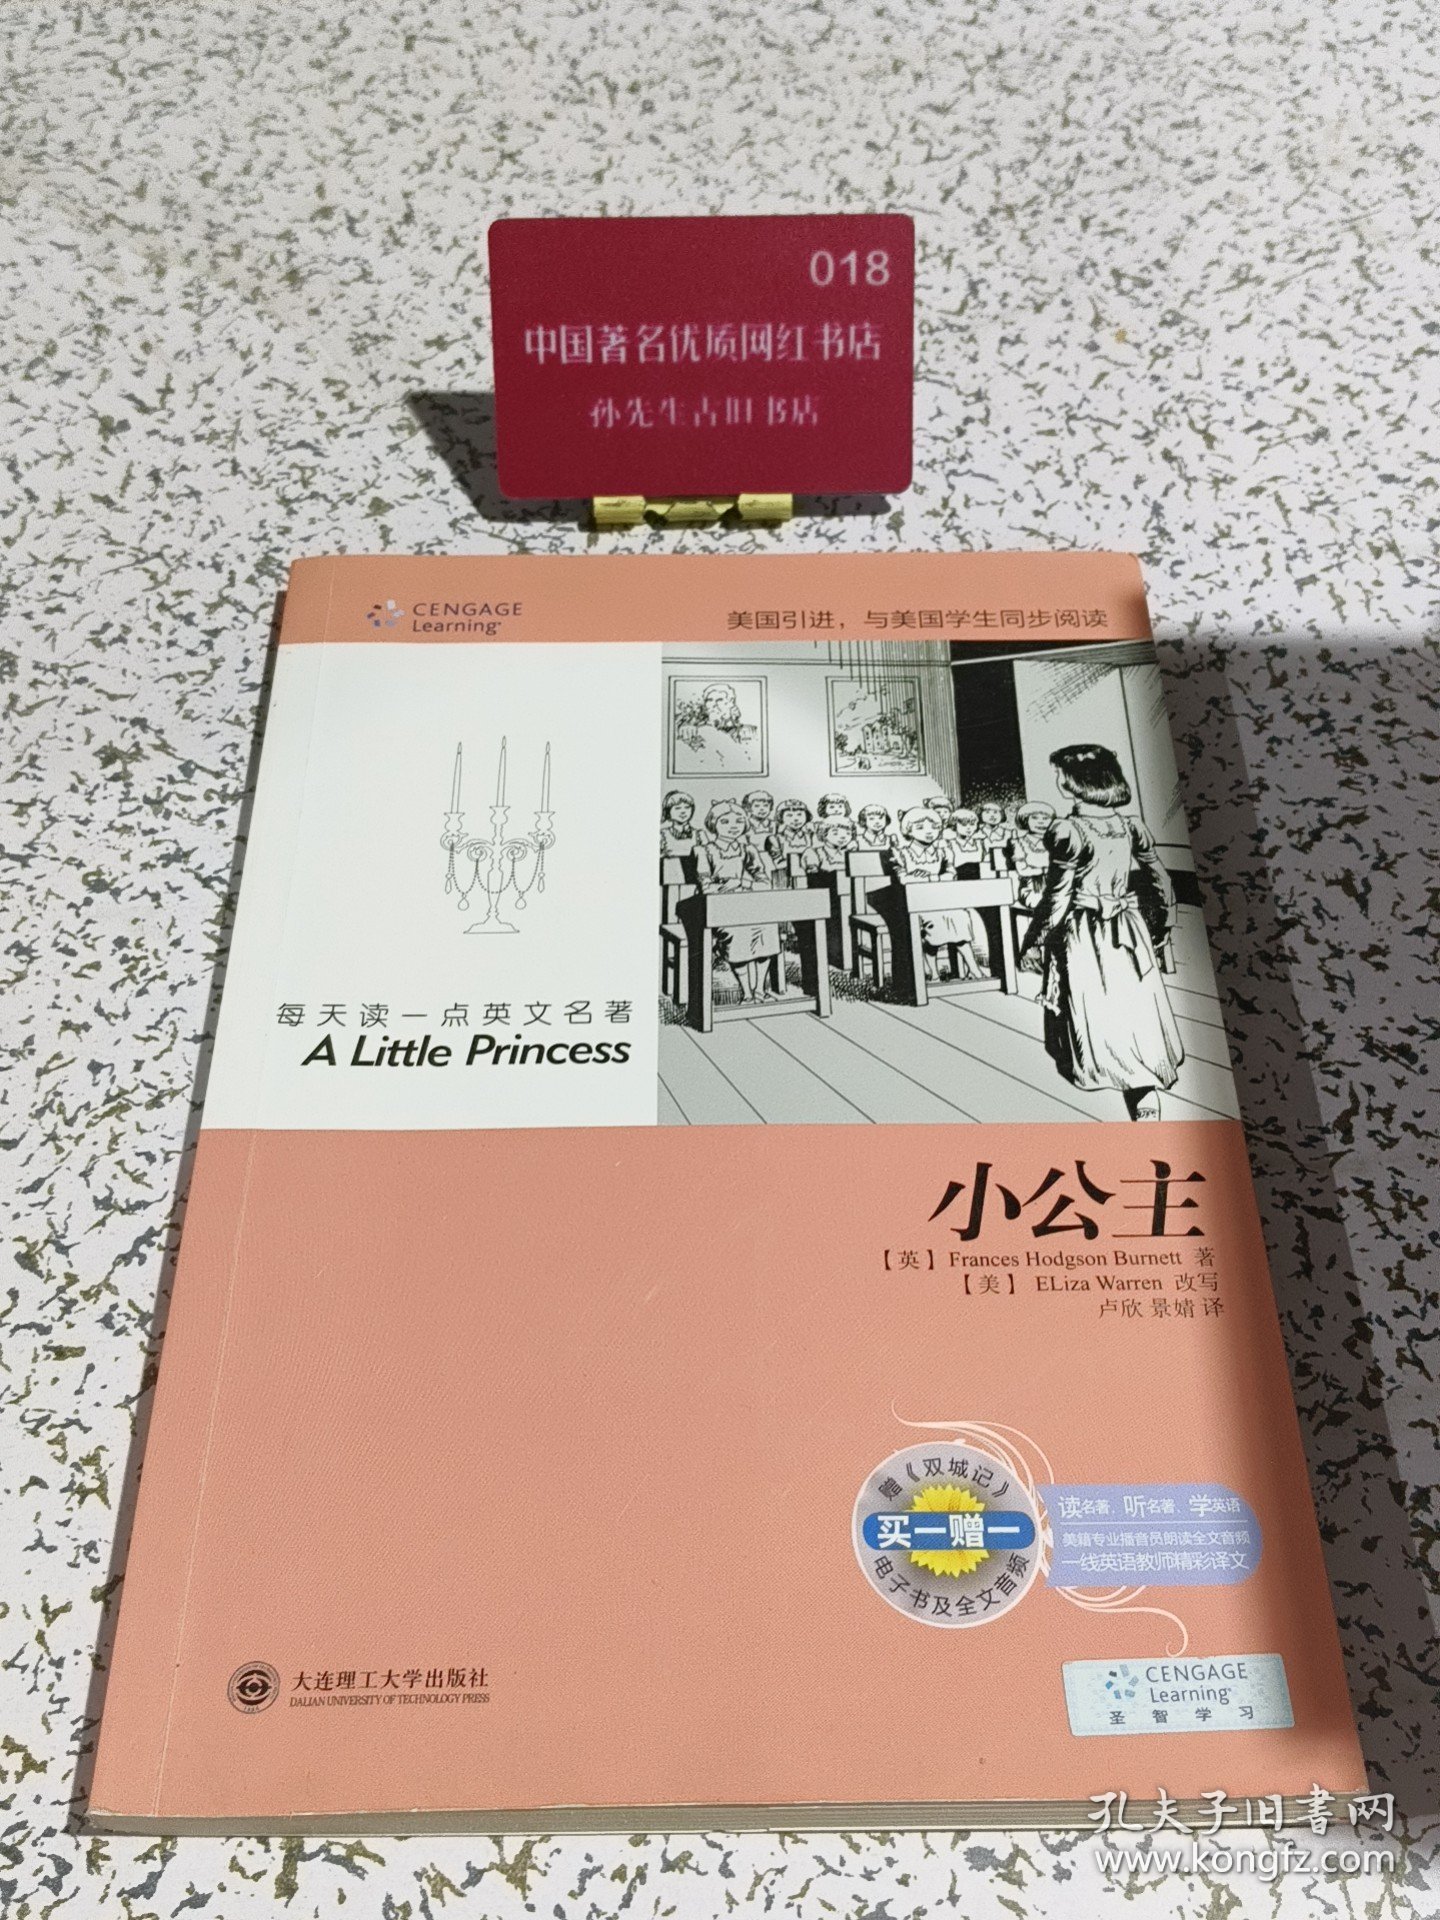 018
中国著名优质网红书店
孙先生古旧书店
CENGAGE
Learning
美国引进，与美国学生同步阅读
每天读一点英文名著
A Little Princess
小公主
【英】Frances Hodgson Burnett 著
【美】ELiza Warren 改写
卢欣 景婧 译
赠《双城记》
买一赠一
电子书及全文音频
读名著、听名著、学英语
美籍专业播音员朗读全文音频
一线英语教师精彩译文
大连理工大学出版社
DALIAN UNIVERSITY OF TECHNOLOGY PRESS
CENGAGE
Learning
圣智学习
孔夫子旧书网
www.kongfz.com